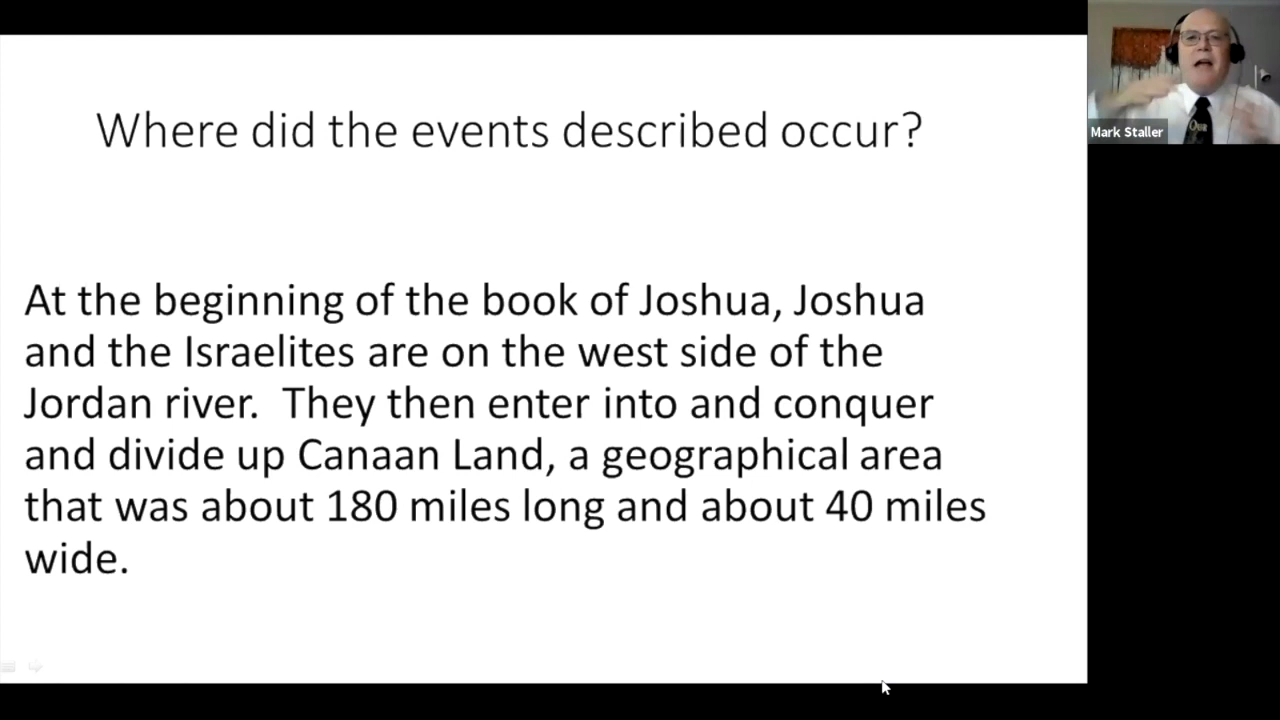 Where did the events described occur?
At the beginning of the book of Joshua, Joshua
and the Israelites are on the west side of the
Jordan river.  They then enter into and conquer
and divide up Canaan Land, a geographical area
that was about 180 miles long and about 40 miles
wide.
Mark Staller